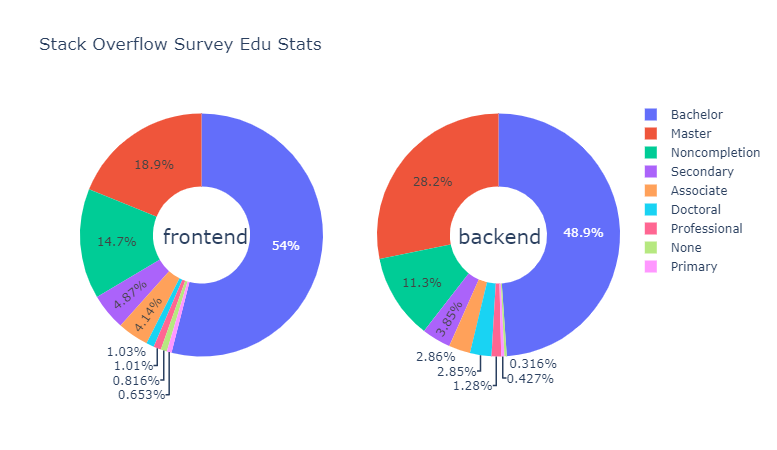 Stack Overflow Survey Edu Stats
18.9%
14.7%
4.87%
4.14%
1.03%
1.01%
0.816%
0.653%
54%
frontend
28.2%
11.3%
3.85%
2.86%
2.85%
1.28%
0.316%
0.427%
48.9%
backend
Bachelor
Master
Noncompletion
Secondary
Associate
Doctoral
Professional
None
Primary